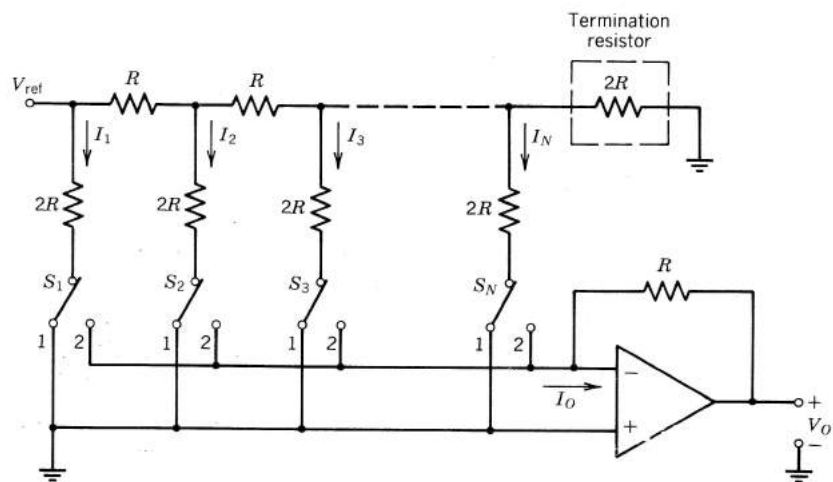 Termination
resistor
V_ref
R
R
2R
I_1
I_2
I_3
I_N
2R
2R
2R
2R
S_1
S_2
S_3
S_N
R
1
2
1
2
1
2
1
2
I_O
−
+
+
V_O
−